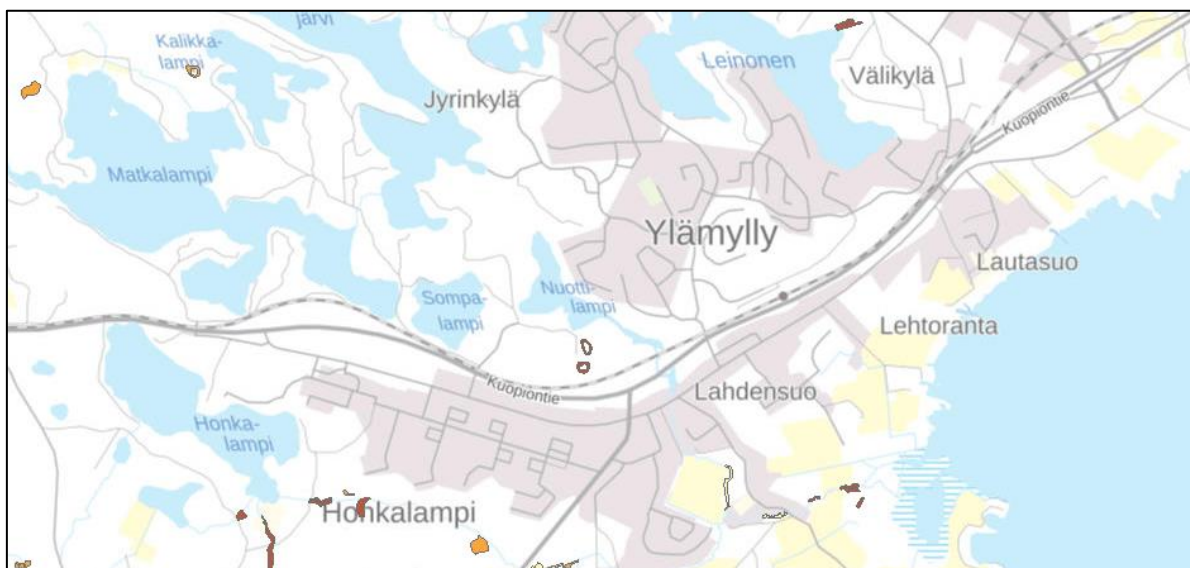 järvi
Kalikka-
lampi
Leinonen
Välikylä
Jyrinkylä
Kuopiontie
Matkalampi
Ylämylly
Lautasuo
Sompa-
lampi
Nuotti-
lampi
Lehtoranta
Kuopiontie
Lahdensuo
Honka-
lampi
Honkalampi